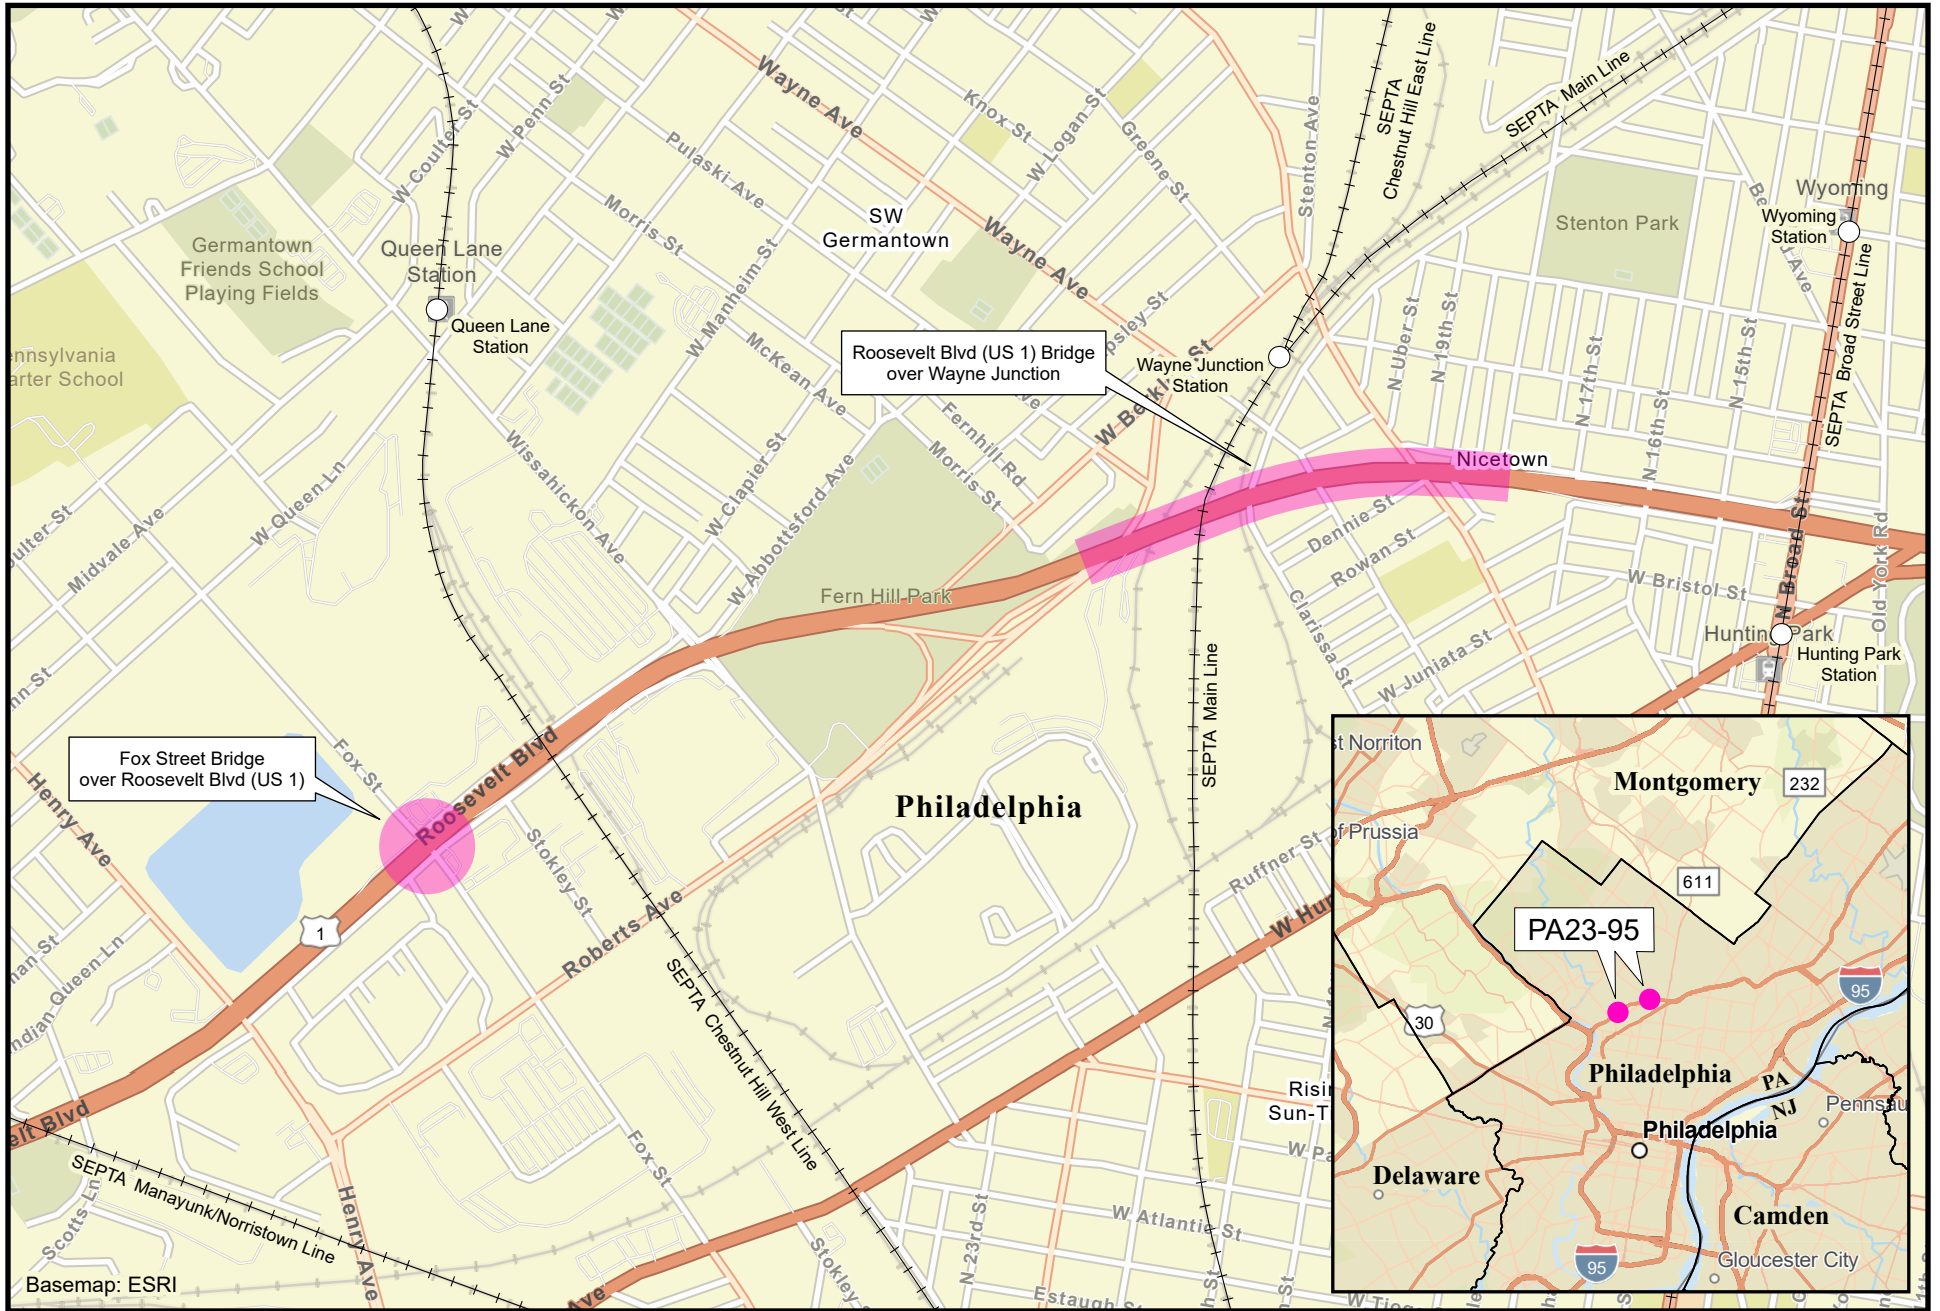 Wayne Ave
Knox St
W Logan St
Greene St
Stenton Ave
SEPTA
Chestnut Hill East Line
SEPTA Main Line
W Coulter St
W Penn St
Pulaski Ave
Morris St
SW
Germantown
Wayne Ave
Stenton Park
Wyoming
Wyoming
Station
SEPTA Broad Street Line
Germantown
Friends School
Playing Fields
Queen Lane
Station
Queen Lane
Station
W Manheim St
McKean Ave
Roosevelt Blvd (US 1) Bridge
over Wayne Junction
Wayne Junction
Station
N Uber St
N 19th St
N 17th St
N 16th St
N 15th St
W Queen Ln
Midvale Ave
Wissahickon Ave
W Clapier St
W Abbottsford Ave
Fernhill Rd
Morris St
Nicetown
Dennie St
Rowan St
Clarissa St
W Bristol St
N Broad St
Old York Rd
Fern Hill Park
W Juniata St
Hunting Park
Hunting Park
Station
SEPTA Main Line
Fox Street Bridge
over Roosevelt Blvd (US 1)
Fox St
Roosevelt Blvd
Henry Ave
Stokley St
Philadelphia
Ruffner St
1
Roberts Ave
Indian Queen Ln
SEPTA Chestnut Hill West Line
SEPTA Manayunk/Norristown Line
Scotts Ln
Henry Ave
Fox St
N 23rd St
W Atlantic St
Basemap: ESRI
Montgomery
232
611
PA23-95
30
95
Philadelphia
PA
NJ
Philadelphia
Delaware
Camden
Gloucester City
95